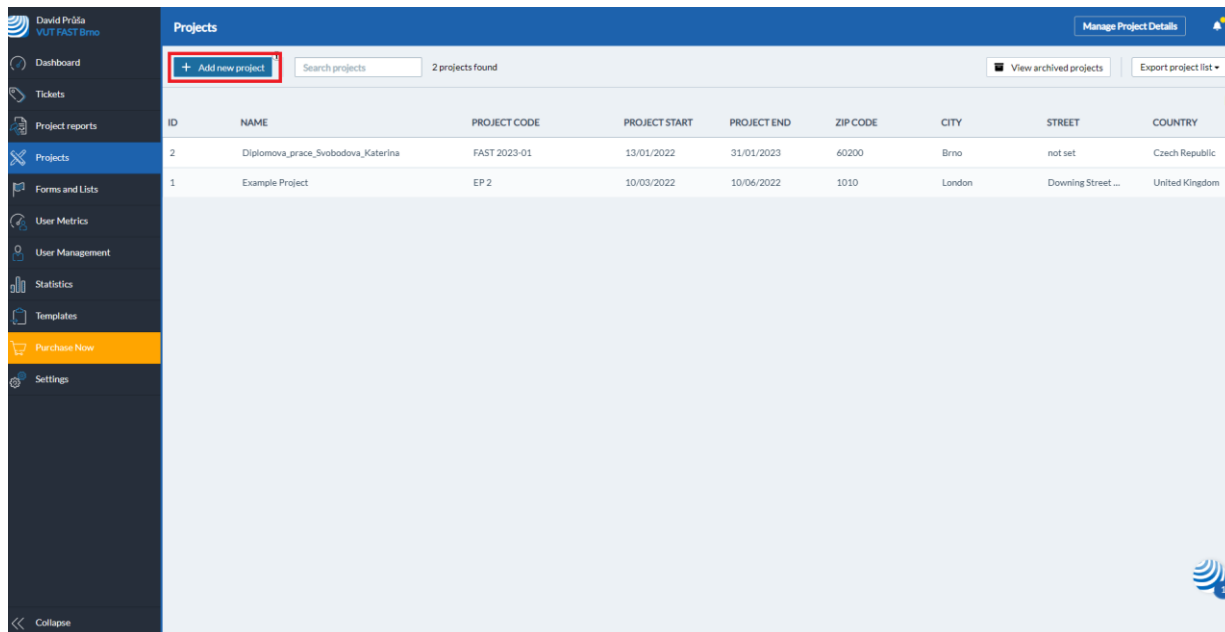 David Průša
VUT FAST Brno
Dashboard
Tickets
Project reports
Projects
Forms and Lists
User Metrics
User Management
Statistics
Templates
Purchase Now
Settings
Collapse
Projects
Manage Project Details
+ Add new project
Search projects
2 projects found
View archived projects
Export project list
ID NAME PROJECT CODE PROJECT START PROJECT END ZIP CODE CITY STREET COUNTRY
2 Diplomova_prace_Svobodova_Katerina FAST 2023-01 13/01/2022 31/01/2023 60200 Brno not set Czech Republic
1 Example Project EP 2 10/03/2022 10/06/2022 1010 London Downing Street ... United Kingdom
1